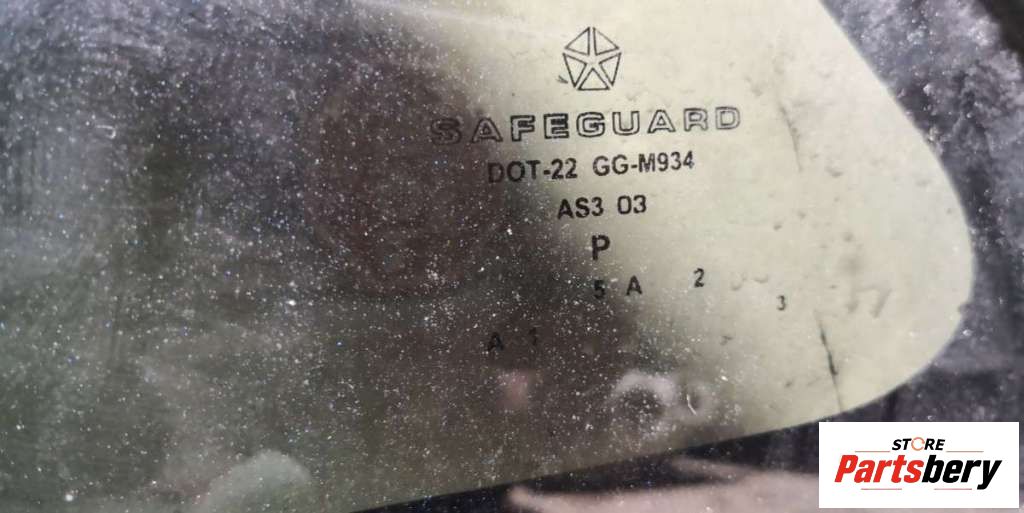 SAFEGUARD
DOT-22 GG-M934
AS3 03
P
5 A 2
3
A 1
STORE
Partsbery